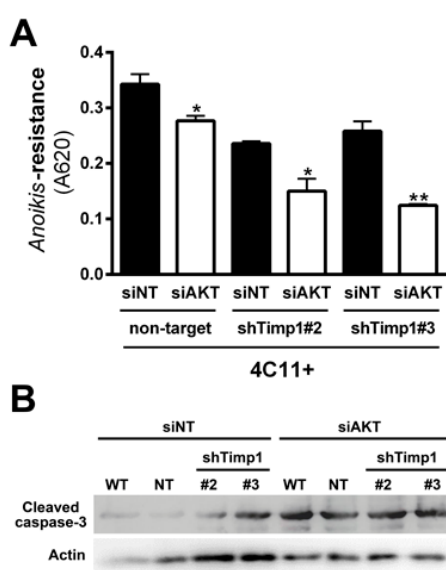 A
Anoikis-resistance
(A620)
0.4
0.3
0.2
0.1
0.0
*
*
**
siNT siAKT siNT siAKT siNT siAKT
non-target shTimp1#2 shTimp1#3
4C11+
B
siNT siAKT
shTimp1 shTimp1
WT NT #2 #3 WT NT #2 #3
Cleaved
caspase-3
Actin